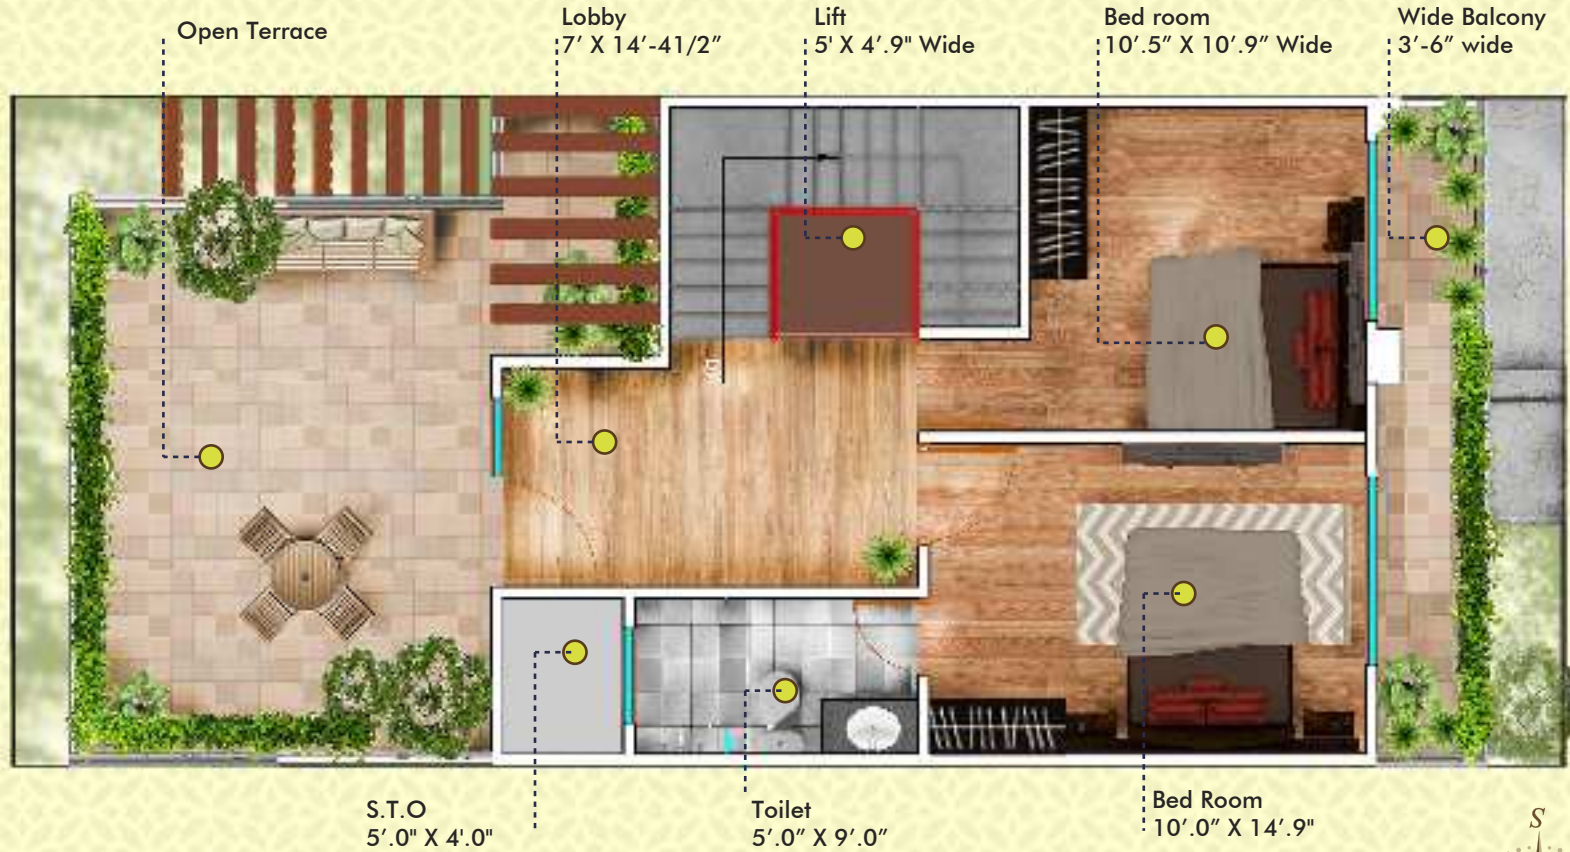 Open Terrace
Lobby
7’ X 14’-41/2”
Lift
5' X 4’.9" Wide
Bed room
10’.5” X 10’.9” Wide
Wide Balcony
3’-6” wide
S.T.O
5’.0" X 4'.0"
Toilet
5’.0” X 9’.0”
Bed Room
10’.0” X 14’.9"
S